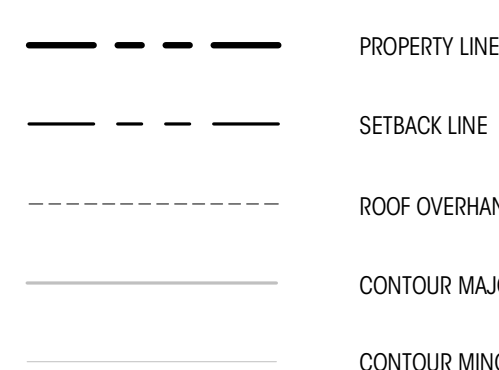 PROPERTY LINE
SETBACK LINE
ROOF OVERHAN
CONTOUR MAJO
CONTOUR MINO